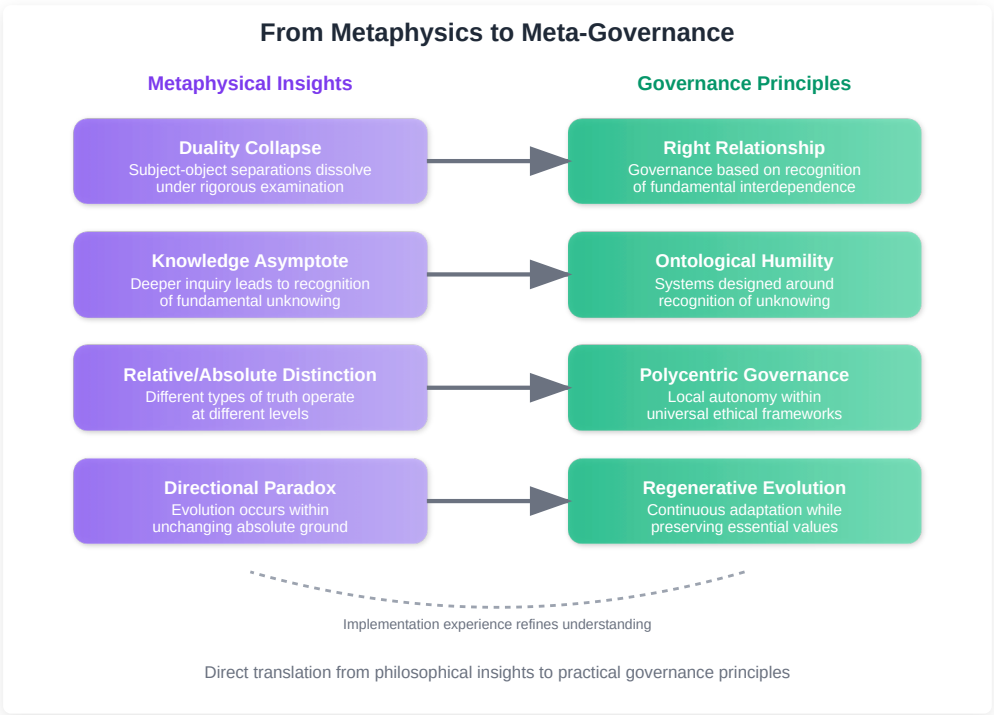 From Metaphysics to Meta-Governance
Metaphysical Insights
Governance Principles
Duality Collapse
Subject-object separations dissolve
under rigorous examination
Right Relationship
Governance based on recognition
of fundamental interdependence
Knowledge Asymptote
Deeper inquiry leads to recognition
of fundamental unknowing
Ontological Humility
Systems designed around
recognition of unknowing
Relative/Absolute Distinction
Different types of truth operate
at different levels
Polycentric Governance
Local autonomy within
universal ethical frameworks
Directional Paradox
Evolution occurs within
unchanging absolute ground
Regenerative Evolution
Continuous adaptation while
preserving essential values
Implementation experience refines understanding
Direct translation from philosophical insights to practical governance principles